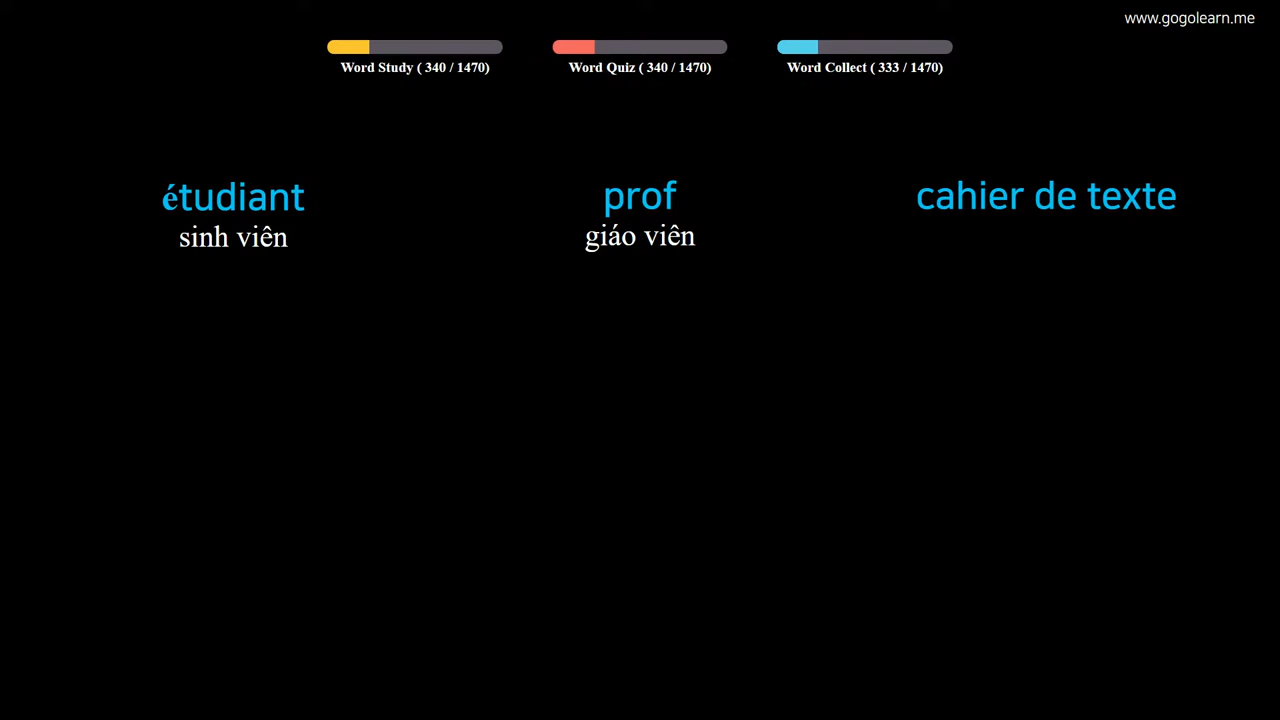 www.gogolearn.me
Word Study ( 340 / 1470)
Word Quiz ( 340 / 1470)
Word Collect ( 333 / 1470)
étudiant
sinh viên
prof
giáo viên
cahier de texte